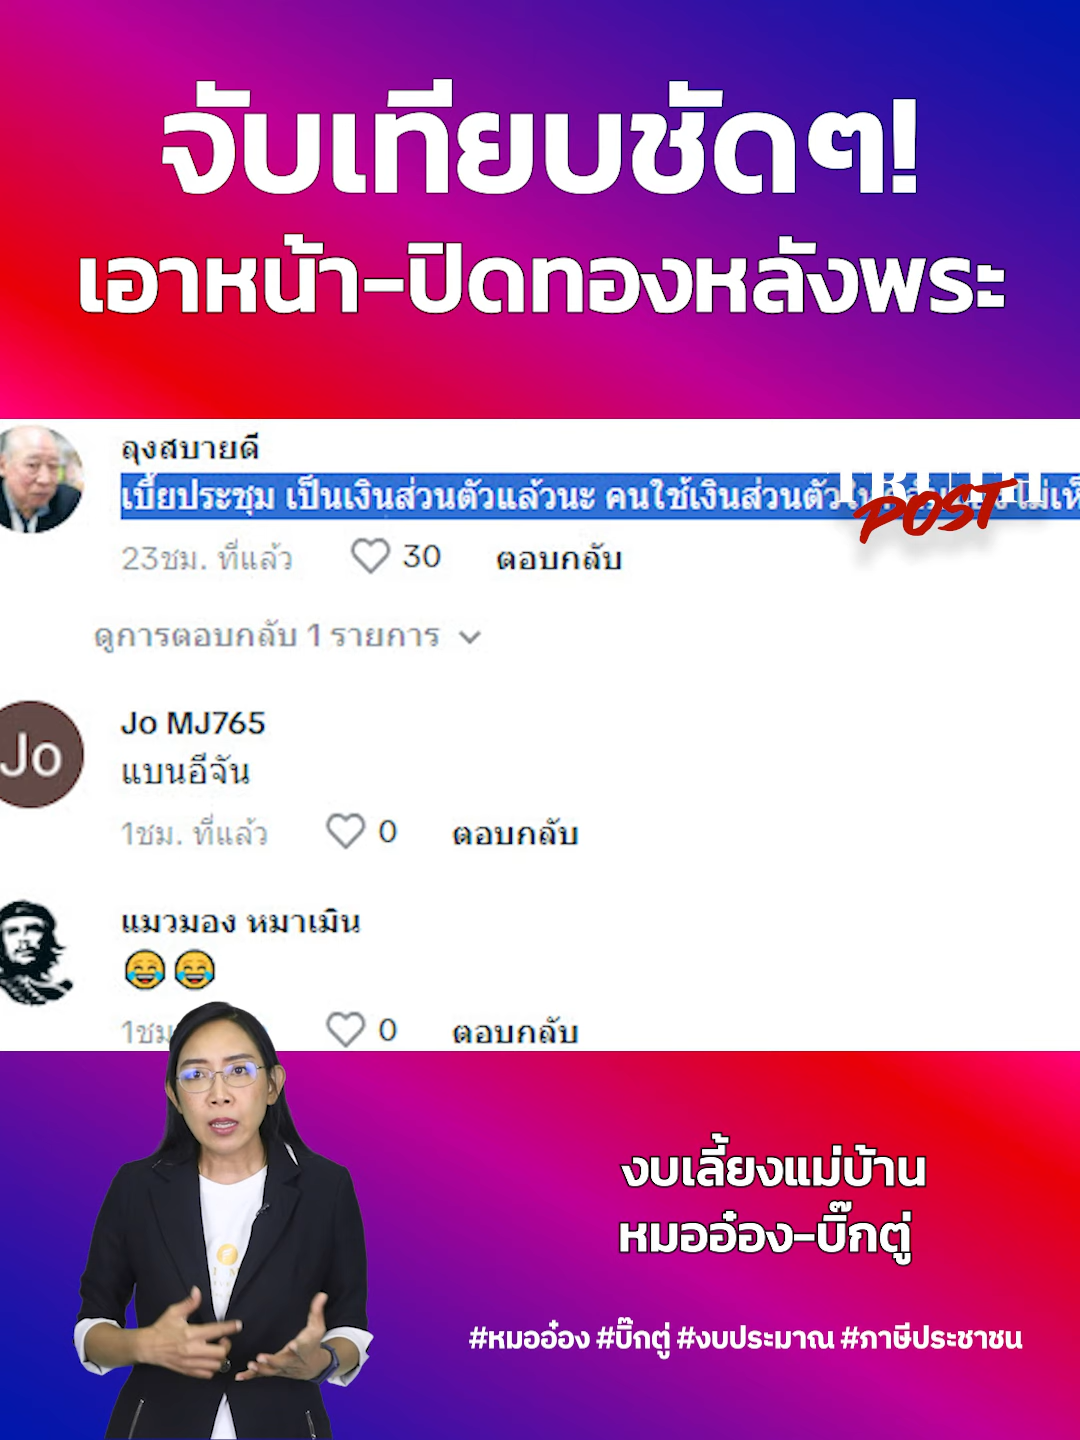 จับเทียบชัดๆ!
เอาหน้า-ปิดทองหลังพระ
ลุงสบายดี
เบี้ยประชุม เป็นเงินส่วนตัวแล้วนะ คนใช้เงินส่วนตัว
POST
23ชม. ที่แล้ว 30 ตอบกลับ
ดูการตอบกลับ 1 รายการ
Jo
Jo MJ765
แบนอีจัน
1ชม. ที่แล้ว 0 ตอบกลับ
แมวมอง หมาเมิน
😂😂
1ชม 0 ตอบกลับ
งบเลี้ยงแม่บ้าน
หมออ๋อง-บิ๊กตู่
#หมออ๋อง #บิ๊กตู่ #งบประมาณ #ภาษีประชาชน